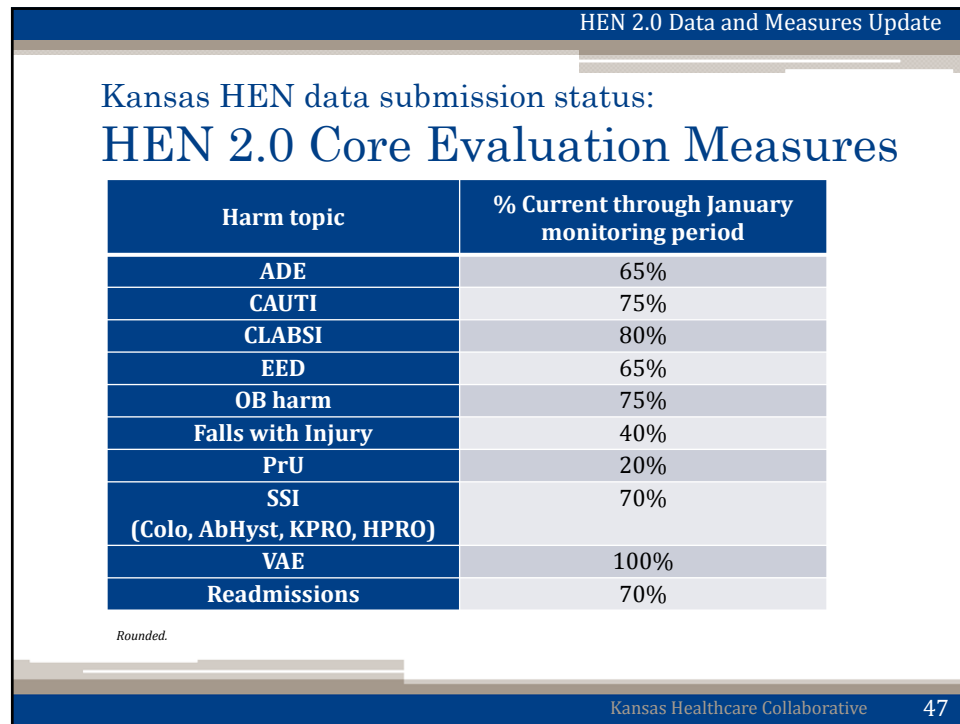 HEN 2.0 Data and Measures Update
Kansas HEN data submission status:
HEN 2.0 Core Evaluation Measures
Harm topic
% Current through January
monitoring period
ADE 65%
CAUTI 75%
CLABSI 80%
EED 65%
OB harm 75%
Falls with Injury 40%
PrU 20%
SSI 70%
(Colo, AbHyst, KPRO, HPRO)
VAE 100%
Readmissions 70%
Rounded.
Kansas Healthcare Collaborative 47